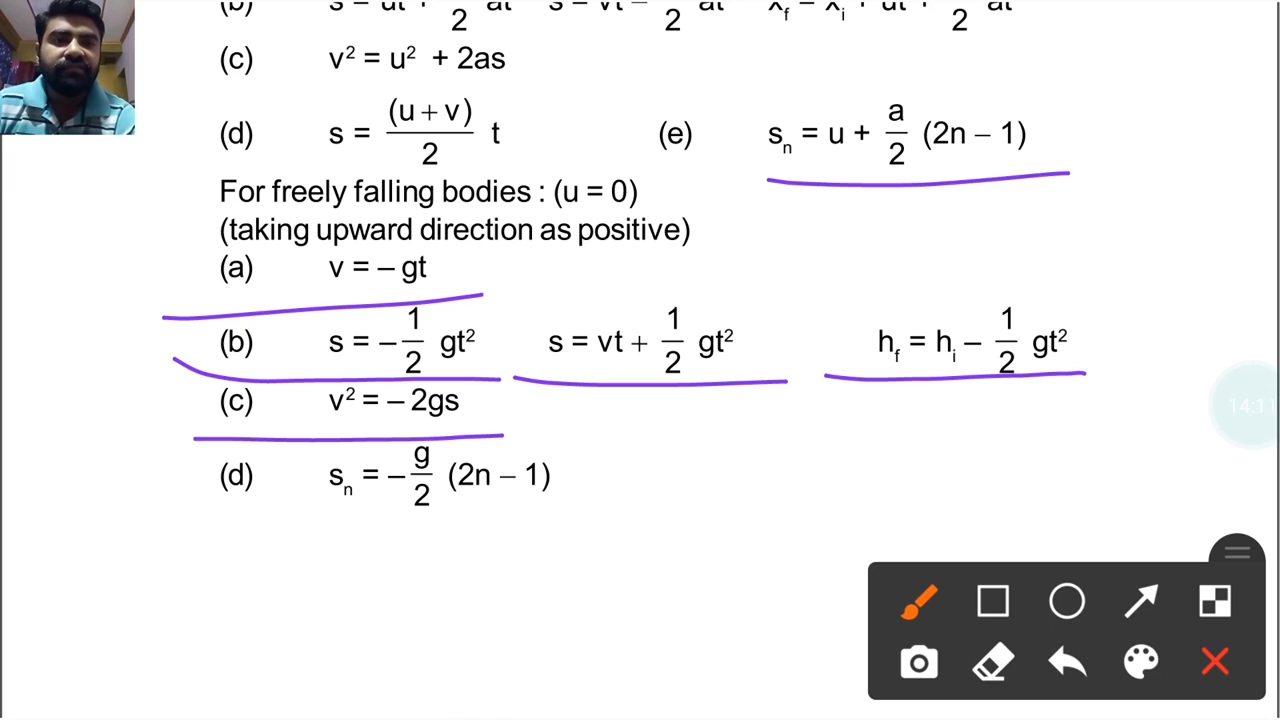 (c) v² = u² + 2as
(d) s = (u + v)/2 t (e) sₙ = u + a/2 (2n – 1)
For freely falling bodies : (u = 0)
(taking upward direction as positive)
(a) v = – gt
(b) s = – 1/2 gt² s = vt + 1/2 gt² h_f = h_i – 1/2 gt²
(c) v² = – 2gs
(d) sₙ = – g/2 (2n – 1)